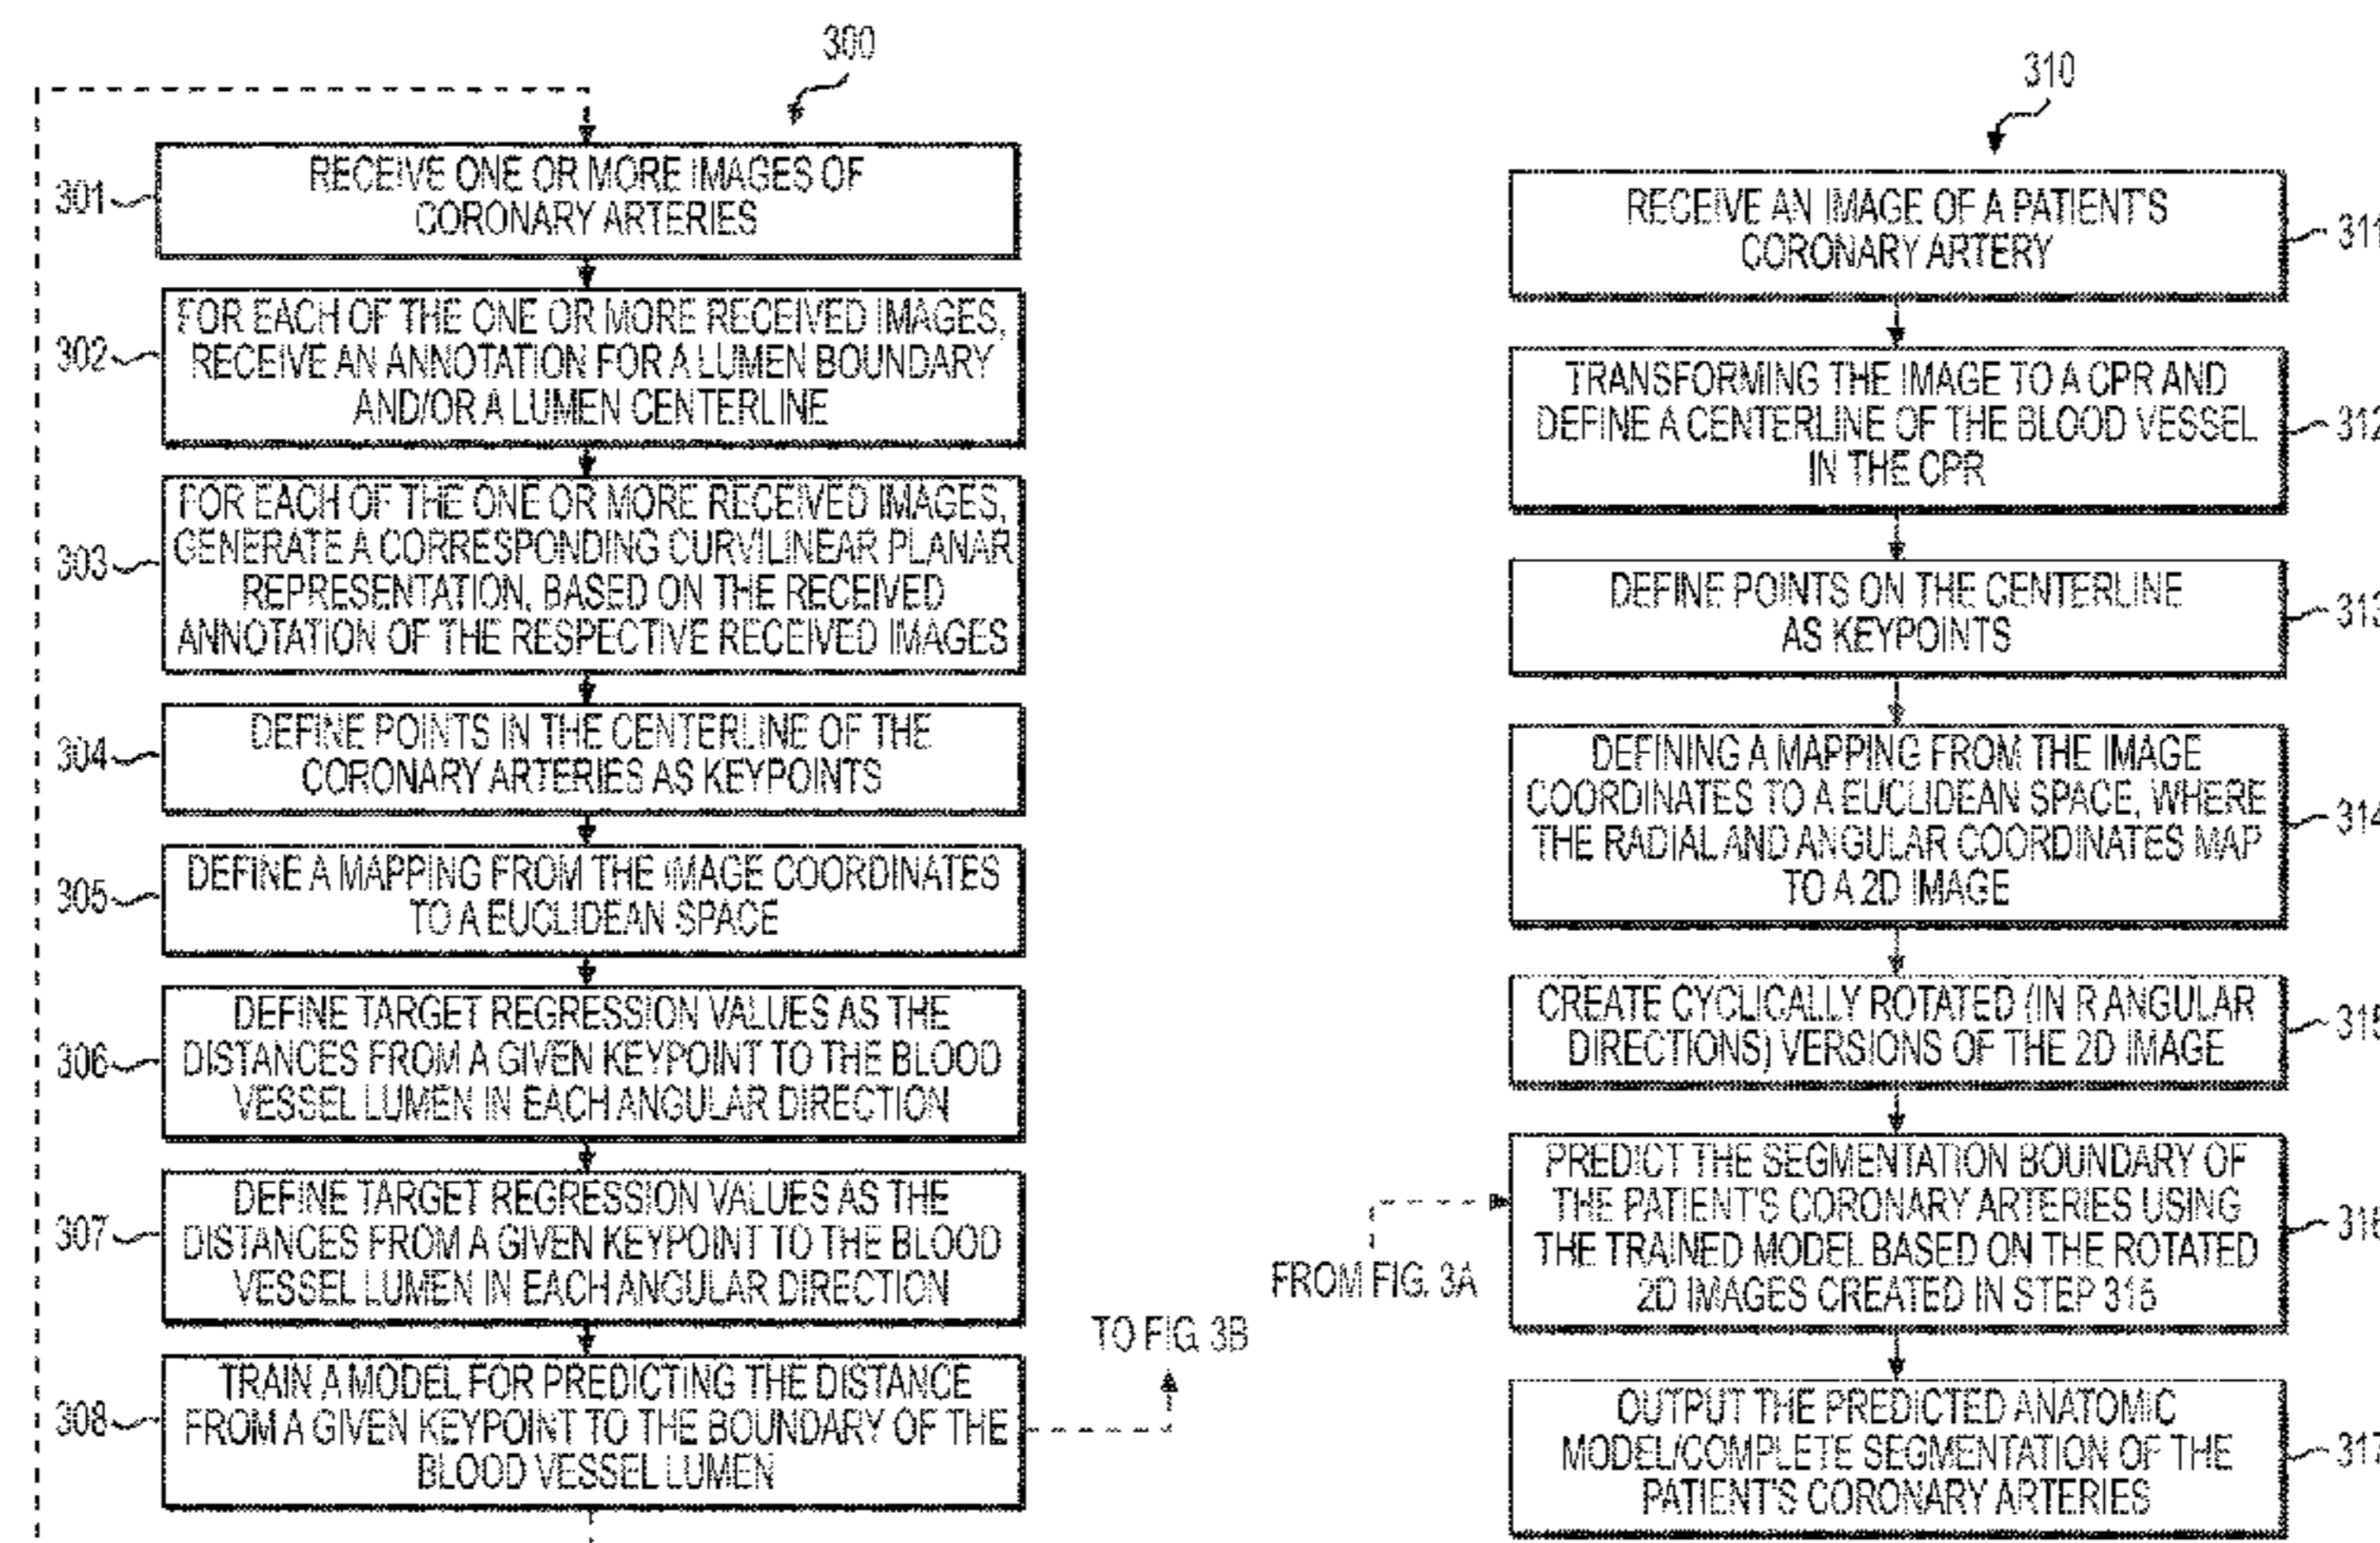 300
301
RECEIVE ONE OR MORE IMAGES OF
CORONARY ARTERIES
302
FOR EACH OF THE ONE OR MORE RECEIVED IMAGES,
RECEIVE AN ANNOTATION FOR A LUMEN BOUNDARY
AND/OR A LUMEN CENTERLINE
303
FOR EACH OF THE ONE OR MORE RECEIVED IMAGES,
GENERATE A CORRESPONDING CURVILINEAR PLANAR
REPRESENTATION, BASED ON THE RECEIVED
ANNOTATION OF THE RESPECTIVE RECEIVED IMAGES
304
DEFINE POINTS IN THE CENTERLINE OF THE
CORONARY ARTERIES AS KEYPOINTS
305
DEFINE A MAPPING FROM THE IMAGE COORDINATES
TO A EUCLIDEAN SPACE
306
DEFINE TARGET REGRESSION VALUES AS THE
DISTANCES FROM A GIVEN KEYPOINT TO THE BLOOD
VESSEL LUMEN IN EACH ANGULAR DIRECTION
307
DEFINE TARGET REGRESSION VALUES AS THE
DISTANCES FROM A GIVEN KEYPOINT TO THE BLOOD
VESSEL LUMEN IN EACH ANGULAR DIRECTION
308
TRAIN A MODEL FOR PREDICTING THE DISTANCE
FROM A GIVEN KEYPOINT TO THE BOUNDARY OF THE
BLOOD VESSEL LUMEN
TO FIG. 3B
310
RECEIVE AN IMAGE OF A PATIENT'S
CORONARY ARTERY
311
TRANSFORMING THE IMAGE TO A CPR AND
DEFINE A CENTERLINE OF THE BLOOD VESSEL
IN THE CPR
312
DEFINE POINTS ON THE CENTERLINE
AS KEYPOINTS
313
DEFINING A MAPPING FROM THE IMAGE
COORDINATES TO A EUCLIDEAN SPACE, WHERE
THE RADIAL AND ANGULAR COORDINATES MAP
TO A 2D IMAGE
314
CREATE CYCLICALLY ROTATED (IN R ANGULAR
DIRECTIONS) VERSIONS OF THE 2D IMAGE
315
FROM FIG. 3A
PREDICT THE SEGMENTATION BOUNDARY OF
THE PATIENT'S CORONARY ARTERIES USING
THE TRAINED MODEL BASED ON THE ROTATED
2D IMAGES CREATED IN STEP 315
316
OUTPUT THE PREDICTED ANATOMIC
MODEL/COMPLETE SEGMENTATION OF THE
PATIENT'S CORONARY ARTERIES
317